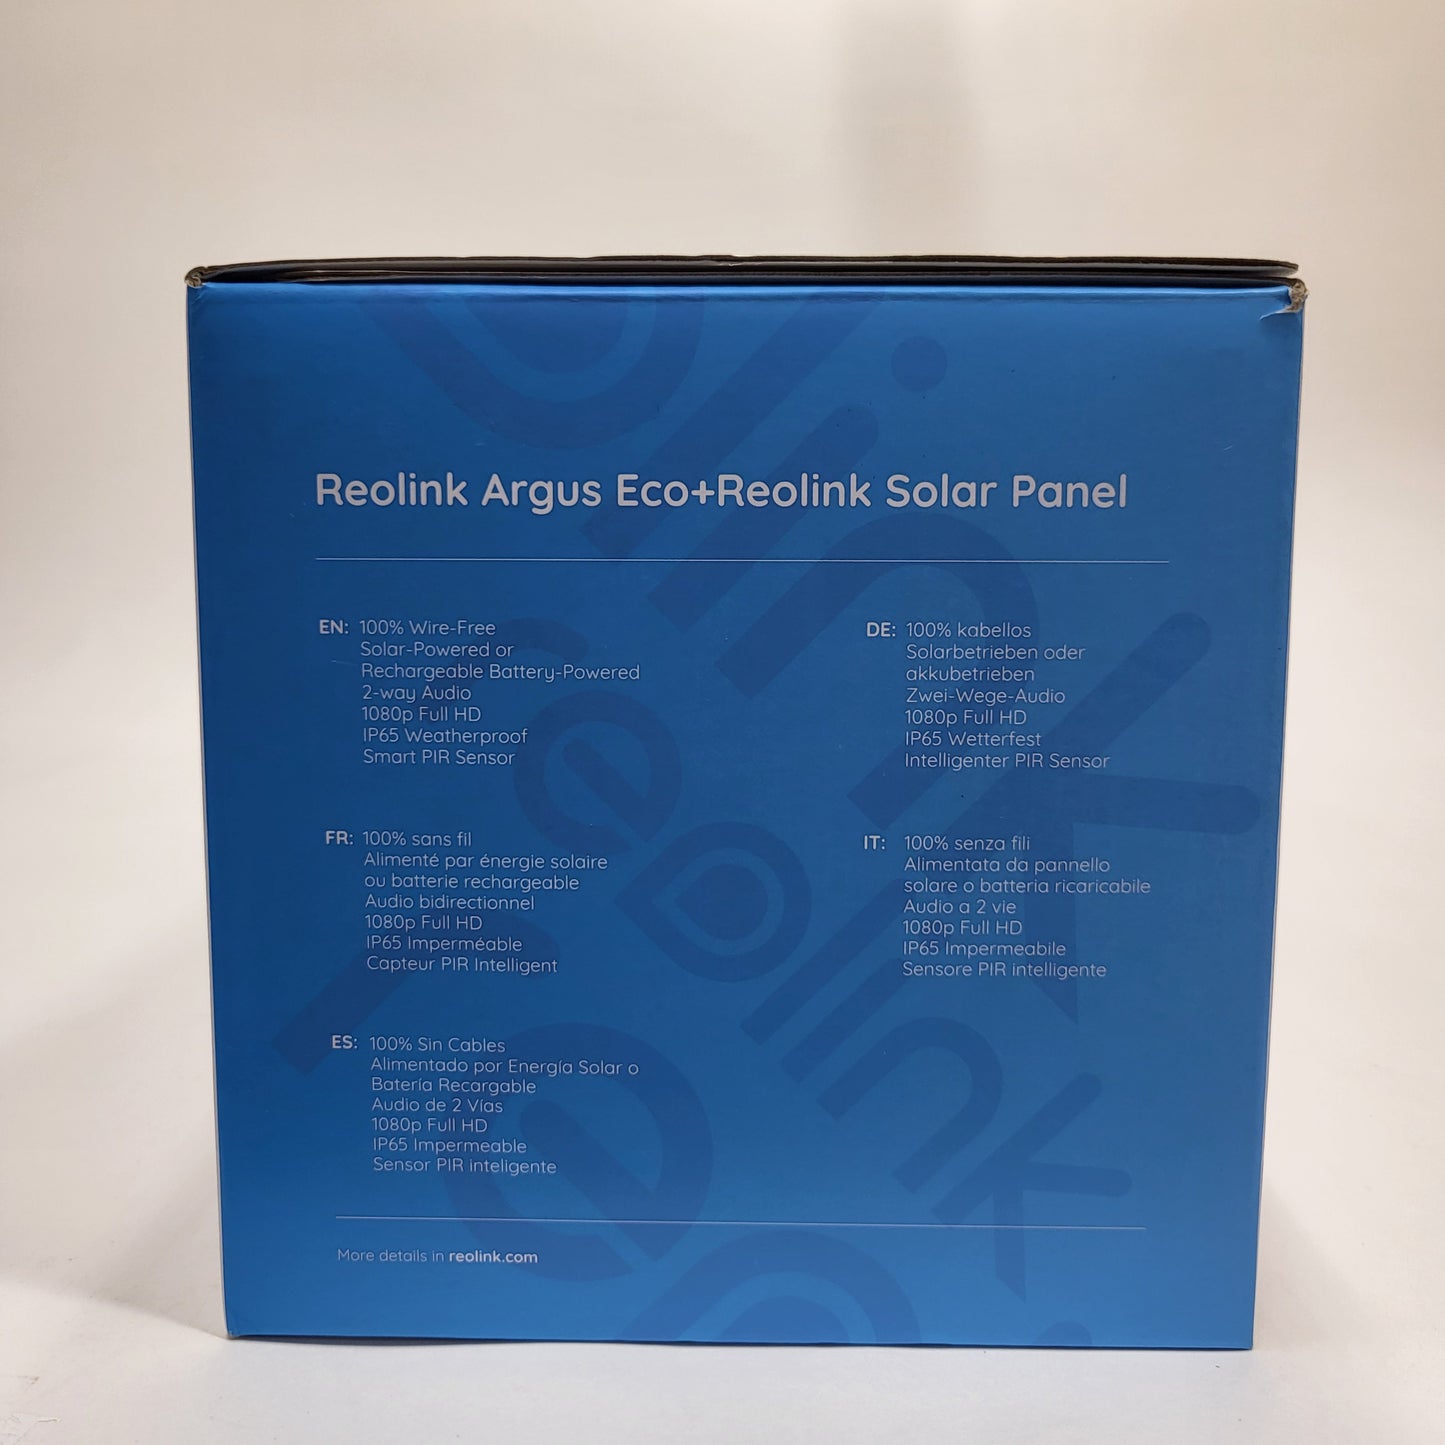 Reolink Argus Eco+Reolink Solar Panel
EN: 100% Wire-Free
Solar-Powered or
Rechargeable Battery-Powered
2-way Audio
1080p Full HD
IP65 Weatherproof
Smart PIR Sensor
DE: 100% kabellos
Solarbetrieben oder
akkubetrieben
Zwei-Wege-Audio
1080p Full HD
IP65 Wetterfest
Intelligenter PIR Sensor
FR: 100% sans fil
Alimenté par énergie solaire
ou batterie rechargeable
Audio bidirectionnel
1080p Full HD
IP65 Imperméable
Capteur PIR Intelligent
IT: 100% senza fili
Alimentata da pannello
solare o batteria ricaricabile
Audio a 2 vie
1080p Full HD
IP65 Impermeabile
Sensore PIR intelligente
ES: 100% Sin Cables
Alimentado por Energía Solar o
Batería Recargable
Audio de 2 Vías
1080p Full HD
IP65 Impermeable
Sensor PIR inteligente
More details in reolink.com
reolink